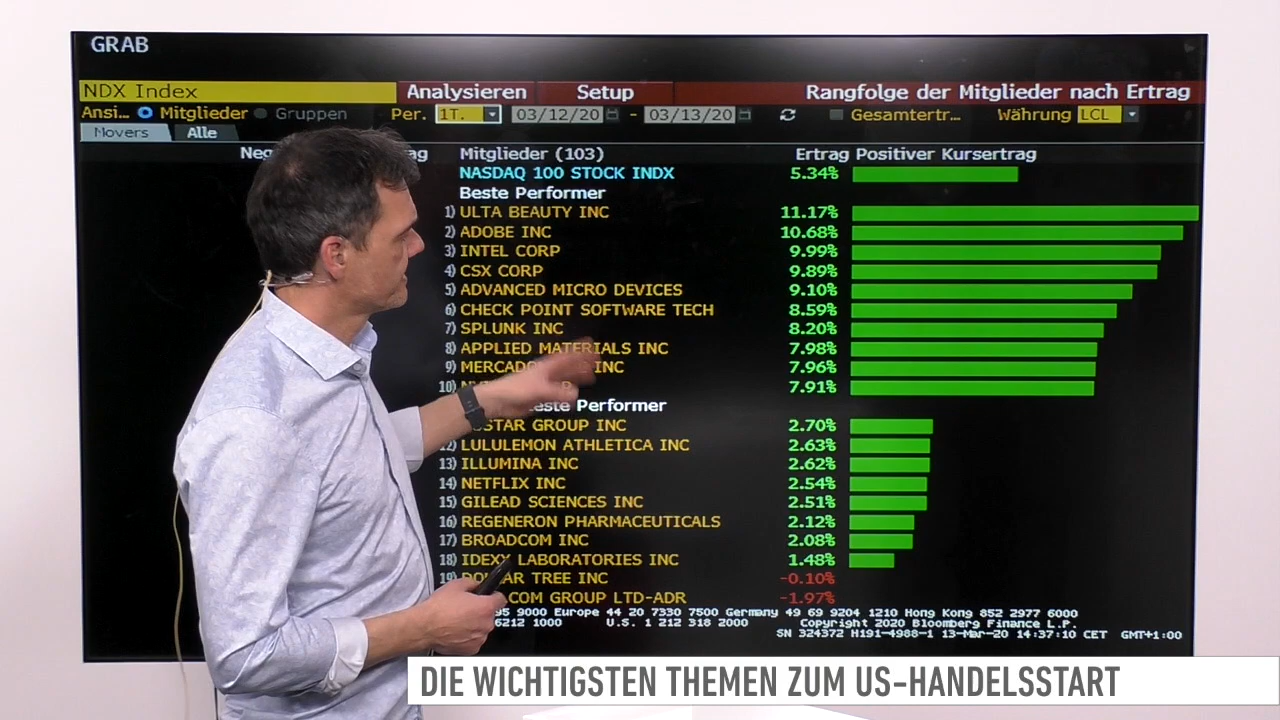 GRAB
NDX Index Analysieren Setup Rangfolge der Mitglieder nach Ertrag
Ansi... Mitglieder Gruppen Per. 1T. 03/12/20 - 03/13/20 Gesamtertr... Währung LCL
Movers Alle
Mitglieder (103) Ertrag Positiver Kursertrag
NASDAQ 100 STOCK INDX 5.34%
Beste Performer
1) ULTA BEAUTY INC 11.17%
2) ADOBE INC 10.68%
3) INTEL CORP 9.99%
4) CSX CORP 9.89%
5) ADVANCED MICRO DEVICES 9.10%
6) CHECK POINT SOFTWARE TECH 8.59%
7) SPLUNK INC 8.20%
8) APPLIED MATERIALS INC 7.98%
9) INC 7.96%
10) 7.91%
Performer
GROUP INC 2.70%
12) LULULEMON ATHLETICA INC 2.63%
13) ILLUMINA INC 2.62%
14) NETFLIX INC 2.54%
15) GILEAD SCIENCES INC 2.51%
16) REGENERON PHARMACEUTICALS 2.12%
17) BROADCOM INC 2.08%
18) IDEXX LABORATORIES INC 1.48%
19) DOLLAR TREE INC -0.10%
GROUP LTD-ADR -1.97%
9000 Europe 44 20 7330 7500 Germany 49 69 9204 1210 Hong Kong 852 2977 6000
6212 1000 U.S. 1 212 318 2000 Copyright 2020 Bloomberg Finance L.P.
SN 324372 H191-4988-1 13-Mar-20 14:37:10 CET GMT+1:00
DIE WICHTIGSTEN THEMEN ZUM US-HANDELSSTART